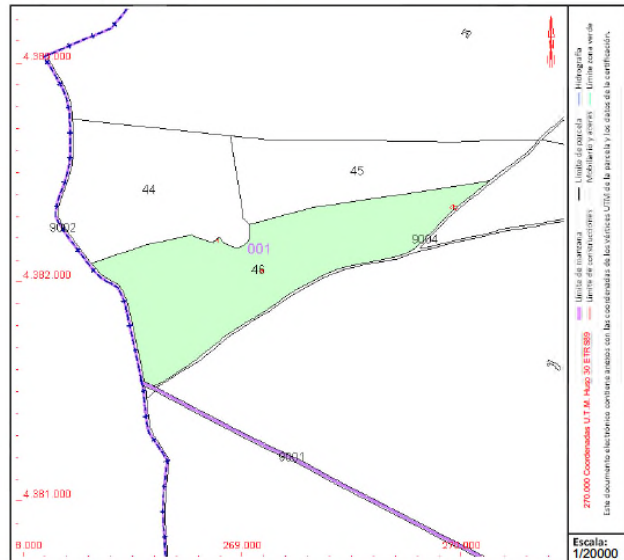 4.383.000
45
44
9002
001
9004
46
4.382.000
9001
4.381.000
8.000
269.000
270.000
Límite de manzana
Límite de parcela
Hidrografía
270.000 Coordenadas U.T.M. Huso 30 ETRS89
Límite de construcciones
Mobiliario y aceras
Límite zona verde
Este documento electrónico contiene anexos con las coordenadas de los vértices UTM de la parcela y los datos de la certificación.
Escala:
1/20000